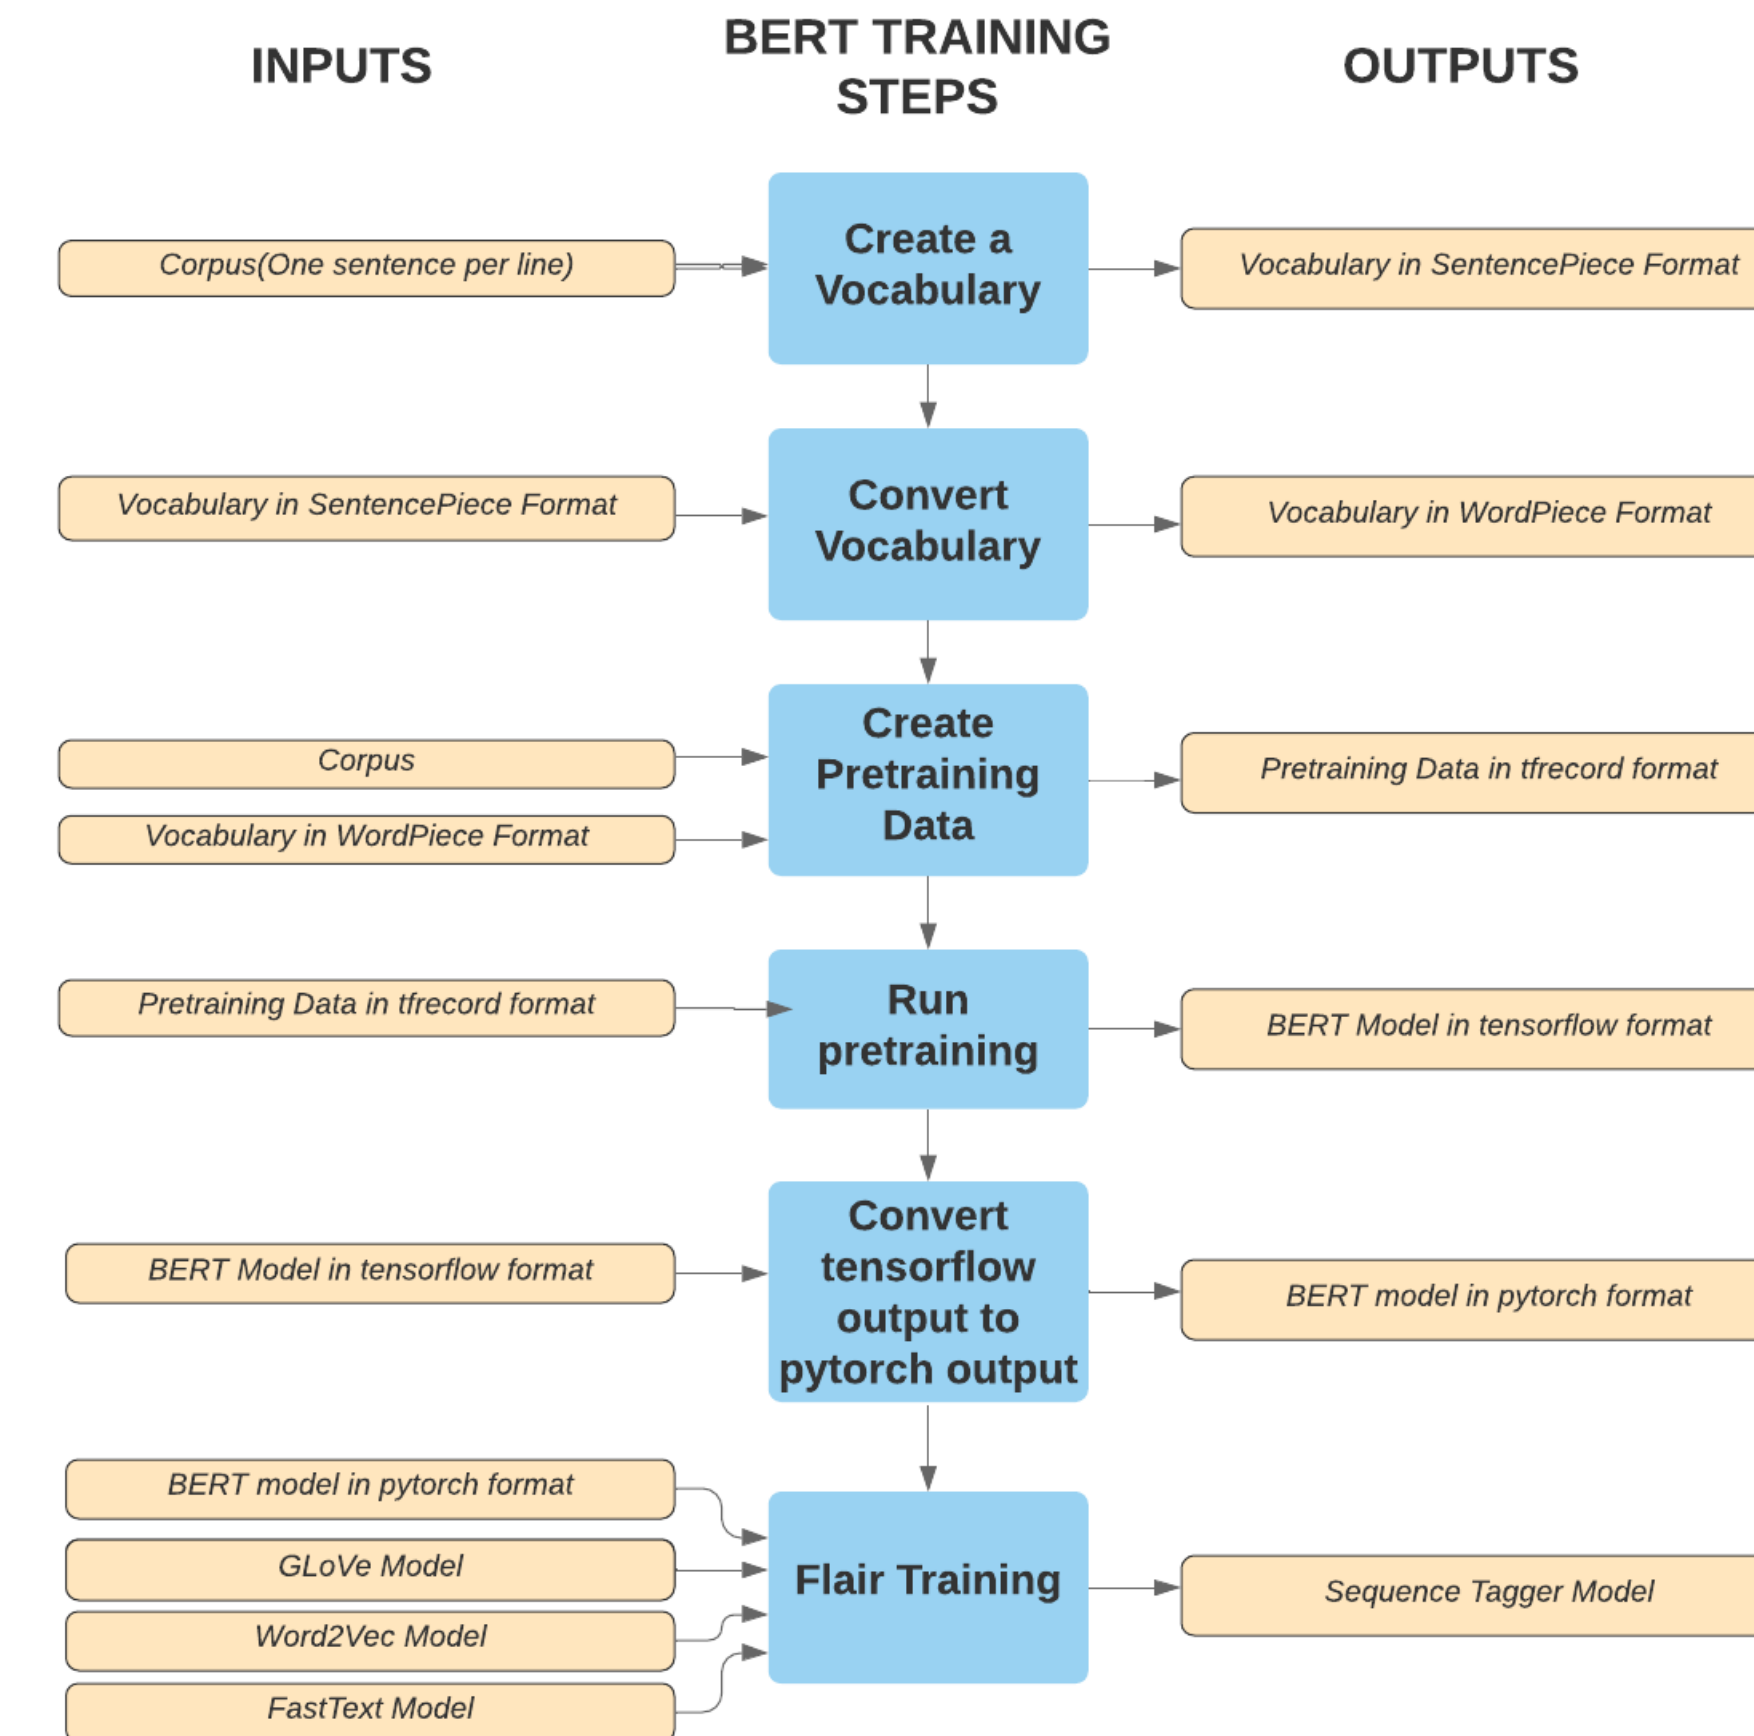 INPUTS
BERT TRAINING
STEPS
OUTPUTS
Corpus(One sentence per line)
Create a
Vocabulary
Vocabulary in SentencePiece Format
Vocabulary in SentencePiece Format
Convert
Vocabulary
Vocabulary in WordPiece Format
Corpus
Vocabulary in WordPiece Format
Create
Pretraining
Data
Pretraining Data in tfrecord format
Pretraining Data in tfrecord format
Run
pretraining
BERT Model in tensorflow format
BERT Model in tensorflow format
Convert
tensorflow
output to
pytorch output
BERT model in pytorch format
BERT model in pytorch format
GLoVe Model
Word2Vec Model
FastText Model
Flair Training
Sequence Tagger Model